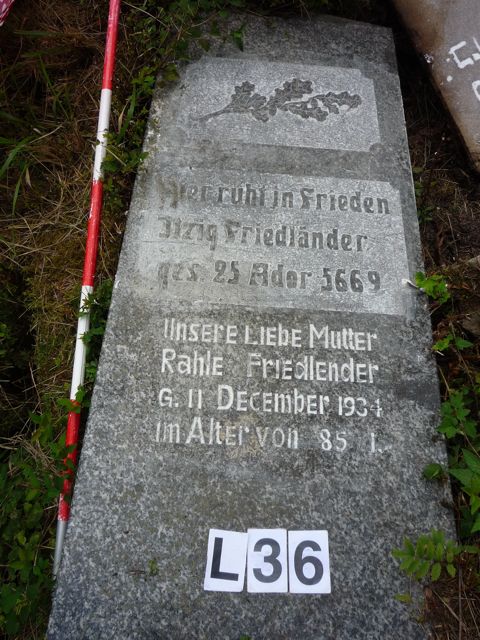 Hier ruht in Frieden
Itzig Friedländer
ges. 25 Ador 5669
Unsere Liebe Mutter
Rahle Friedlender
G. 11 December 1934
im Alter von 85 J.
L36